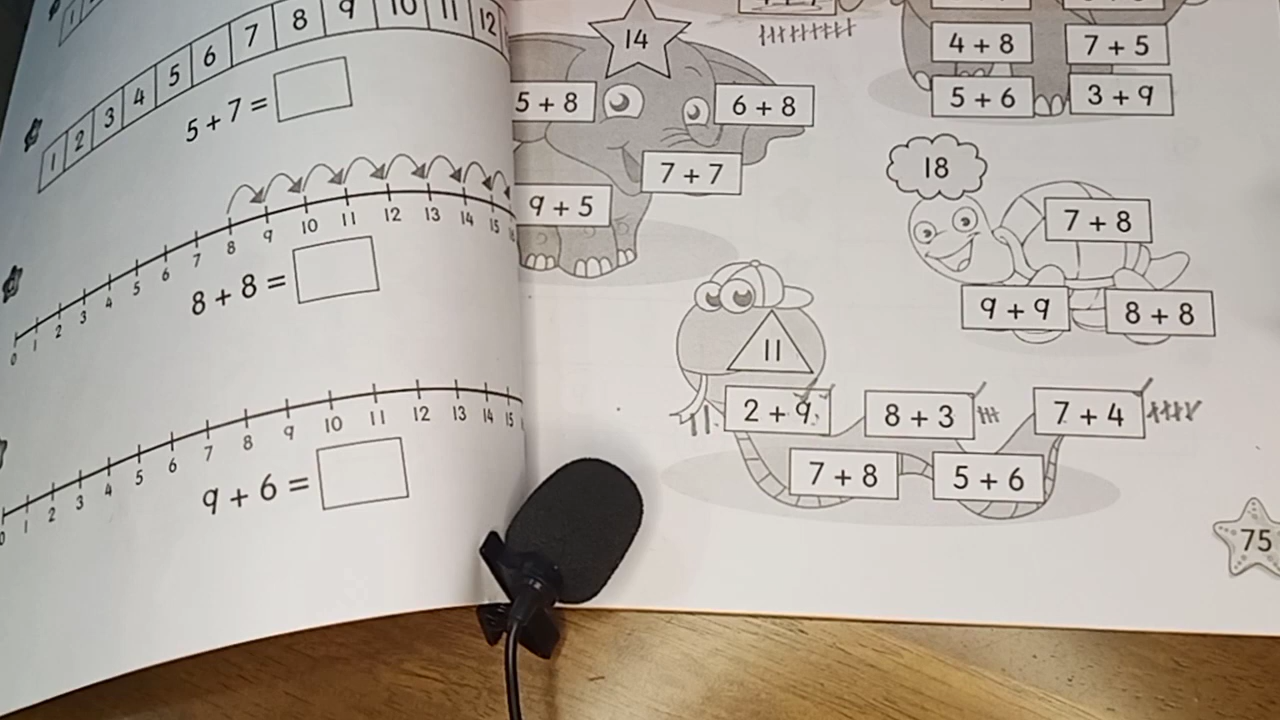 1 2 3 4 5 6 7 8 9 10 11 12
5 + 7 =
0 1 2 3 4 5 6 7 8 9 10 11 12 13 14 15
8 + 8 =
0 1 2 3 4 5 6 7 8 9 10 11 12 13 14 15
9 + 6 =
14
5 + 8
6 + 8
7 + 7
9 + 5
4 + 8
7 + 5
5 + 6
3 + 9
18
7 + 8
9 + 9
8 + 8
11
2 + 9
8 + 3
7 + 4
7 + 8
5 + 6
75